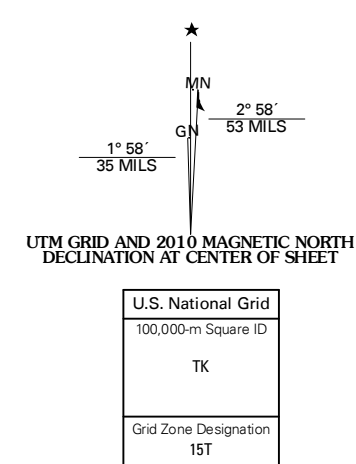 MN
2° 58´
53 MILS
GN
1° 58´
35 MILS
UTM GRID AND 2010 MAGNETIC NORTH
DECLINATION AT CENTER OF SHEET
U.S. National Grid
100,000-m Square ID
TK
Grid Zone Designation
15T